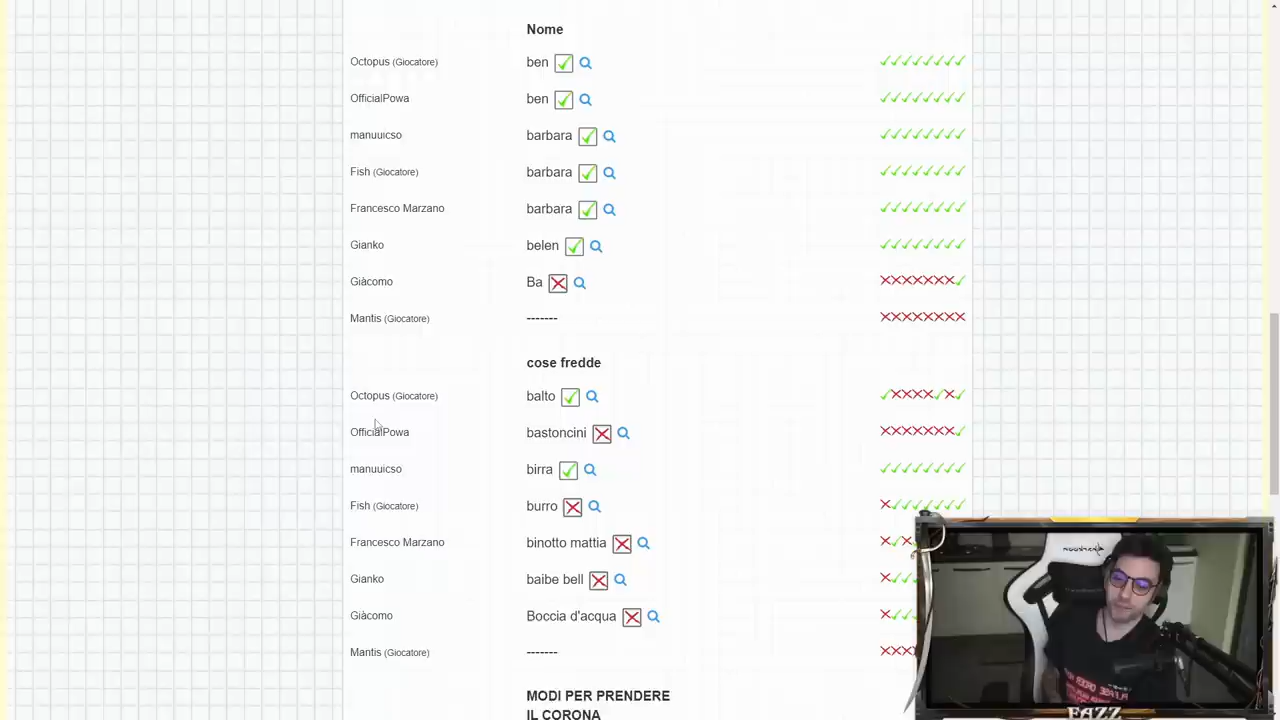 Nome
Octopus (Giocatore) ben
OfficialPowa ben
manuuicso barbara
Fish (Giocatore) barbara
Francesco Marzano barbara
Gianko belen
Giàcomo Ba
Mantis (Giocatore) -------
cose fredde
Octopus (Giocatore) balto
OfficialPowa bastoncini
manuuicso birra
Fish (Giocatore) burro
Francesco Marzano binotto mattia
Gianko baibe bell
Giàcomo Boccia d'acqua
Mantis (Giocatore) -------
MODI PER PRENDERE
IL CORONA
FAZZ